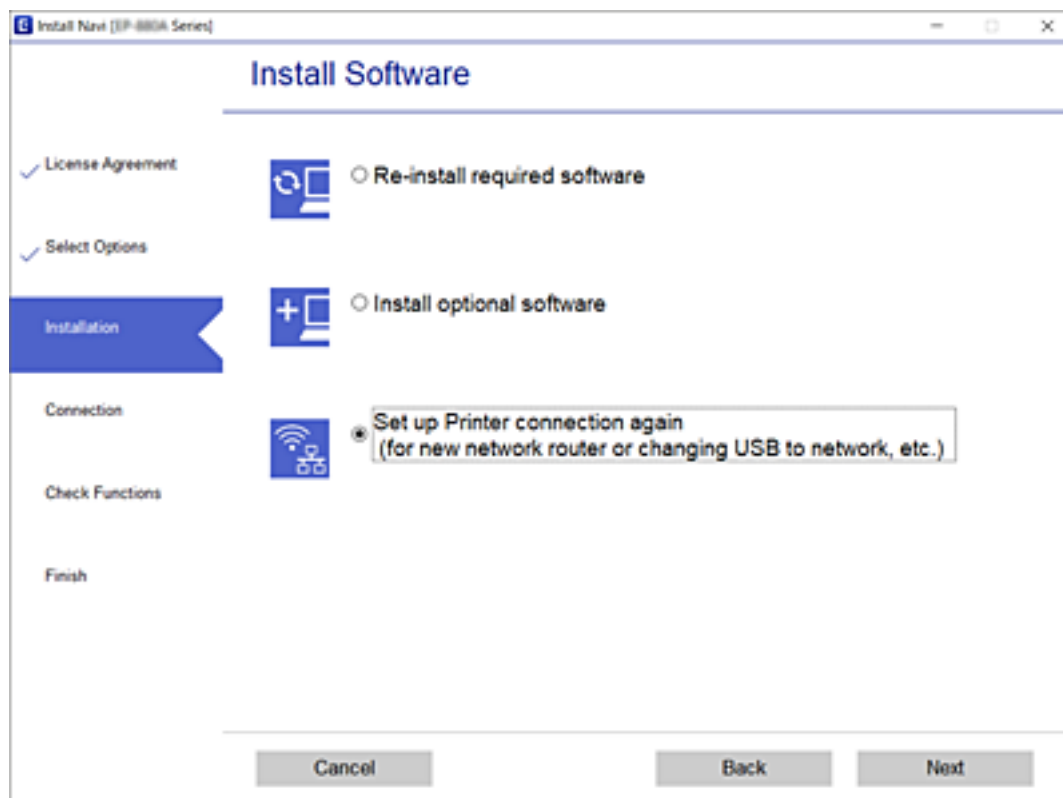 Install Navi [EP-880A Series]
Install Software
License Agreement
Select Options
Installation
Connection
Check Functions
Finish
Re-install required software
Install optional software
Set up Printer connection again
(for new network router or changing USB to network, etc.)
Cancel
Back
Next